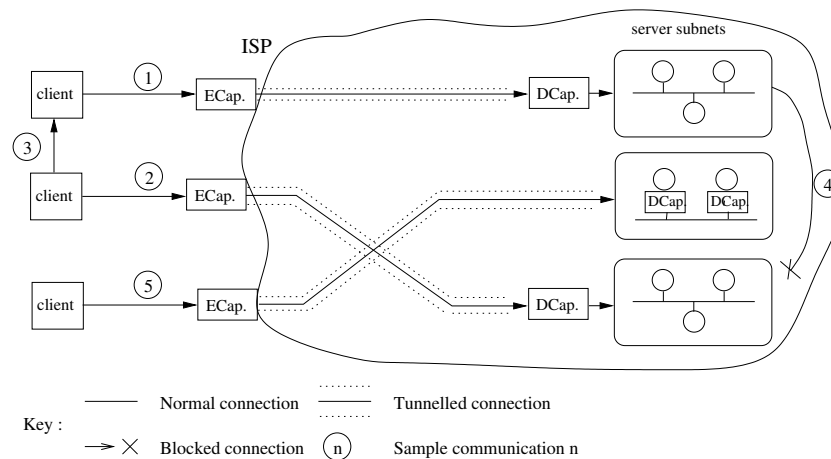 ISP
server subnets
1
client
ECap.
DCap.
3
2
client
ECap.
4
DCap.
DCap.
5
client
ECap.
DCap.
Key :
Normal connection
Tunnelled connection
Blocked connection
n
Sample communication n